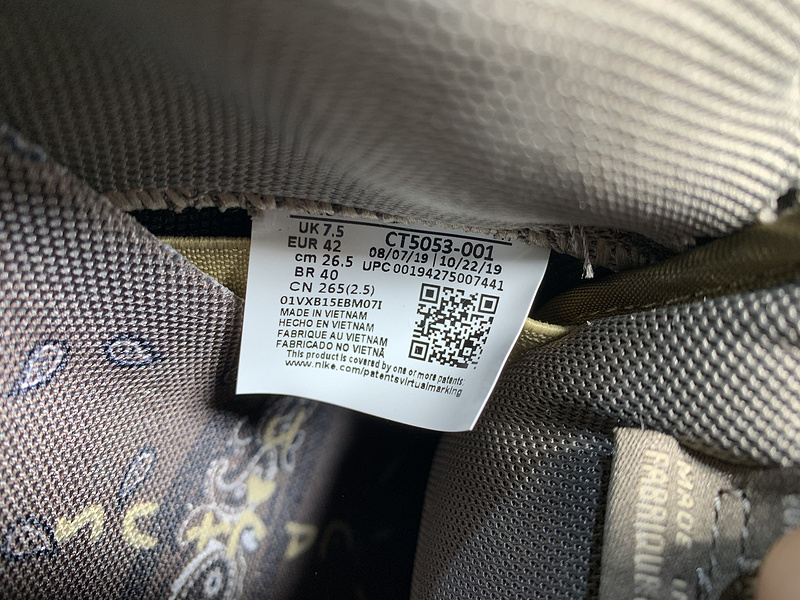 UK 7.5
EUR 42
cm 26.5
BR 40
CN 265(2.5)
CT5053-001
08/07/19 | 10/22/19
UPC 00194275007441
01VXB15EBM07I
MADE IN VIETNAM
HECHO EN VIETNAM
FABRIQUE AU VIETNAM
FABRICADO NO VIETNÃ
This product is covered by one or more patents:
www.nike.com/patentsvirtualmarking
MADE